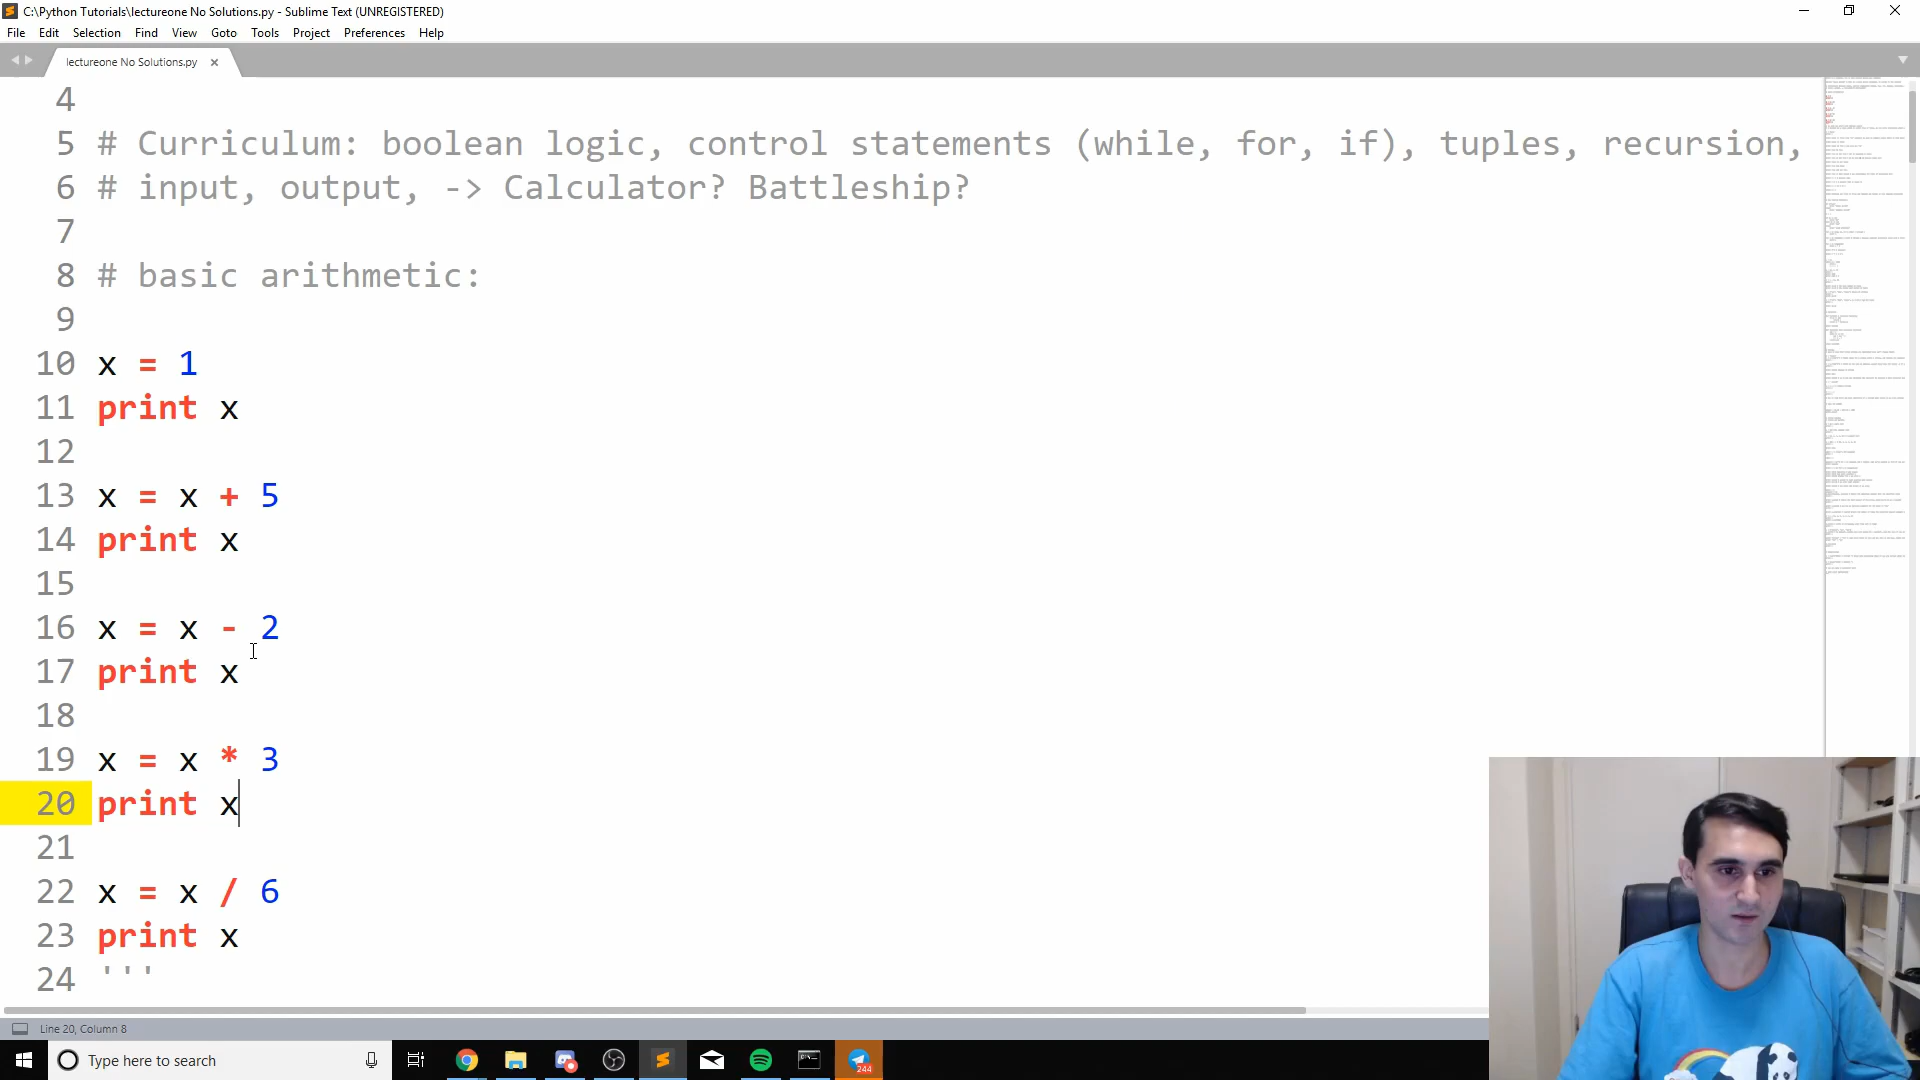 C:\Python Tutorials\lectureone No Solutions.py - Sublime Text (UNREGISTERED)
File Edit Selection Find View Goto Tools Project Preferences Help
lectureone No Solutions.py
4
5 # Curriculum: boolean logic, control statements (while, for, if), tuples, recursion,
6 # input, output, -> Calculator? Battleship?
7
8 # basic arithmetic:
9
10 x = 1
11 print x
12
13 x = x + 5
14 print x
15
16 x = x - 2
17 print x
18
19 x = x * 3
20 print x
21
22 x = x / 6
23 print x
24 '''
Line 20, Column 8
Type here to search
244